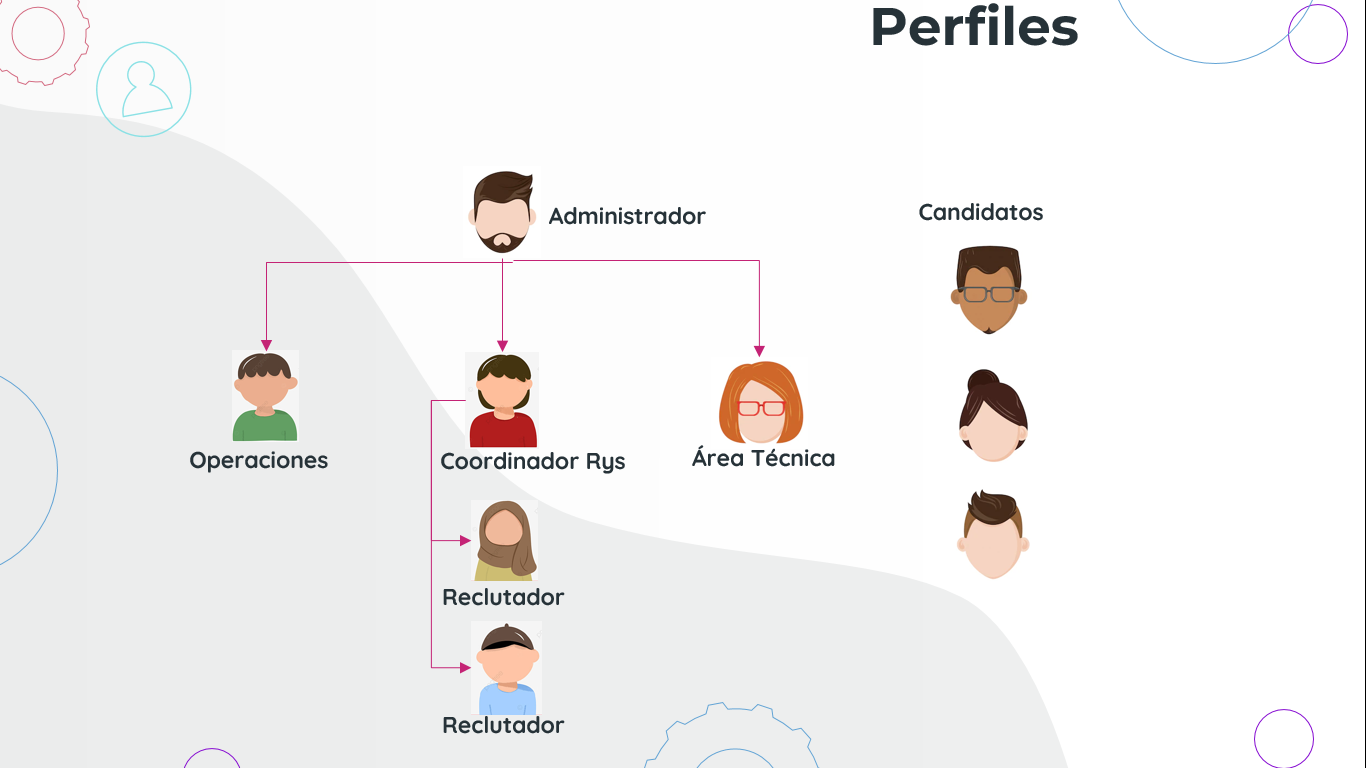 Perfiles
Administrador
Candidatos
Operaciones
Coordinador Rys
Área Técnica
Reclutador
Reclutador